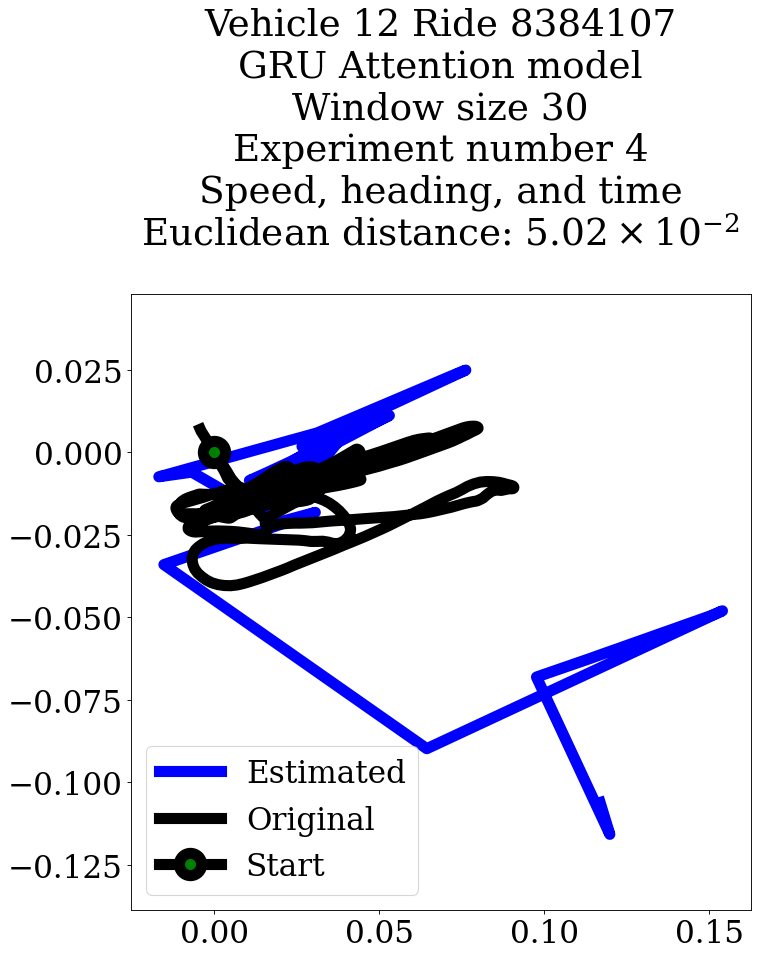 Vehicle 12 Ride 8384107
GRU Attention model
Window size 30
Experiment number 4
Speed, heading, and time
Euclidean distance: 5.02 × 10⁻²
0.025
0.000
−0.025
−0.050
−0.075
−0.100
−0.125
Estimated
Original
Start
0.00 0.05 0.10 0.15